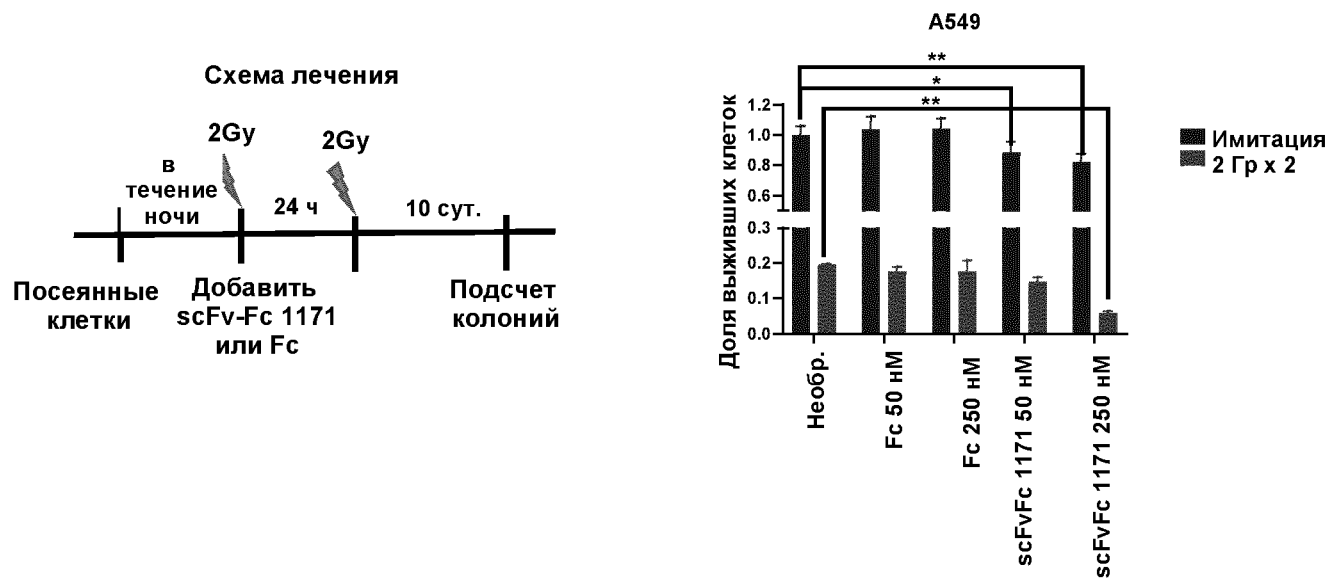 Схема лечения
2Gy
2Gy
в
течение
ночи
24 ч
10 сут.
Посеянные
клетки
Добавить
scFv-Fc 1171
или Fc
Подсчет
колоний
A549
**
*
**
Доля выживших клеток
1.2
1.0
0.8
0.6
0.3
0.2
0.1
0.0
Необр.
Fc 50 нМ
Fc 250 нМ
scFvFc 1171 50 нМ
scFvFc 1171 250 нМ
Имитация
2 Гр x 2